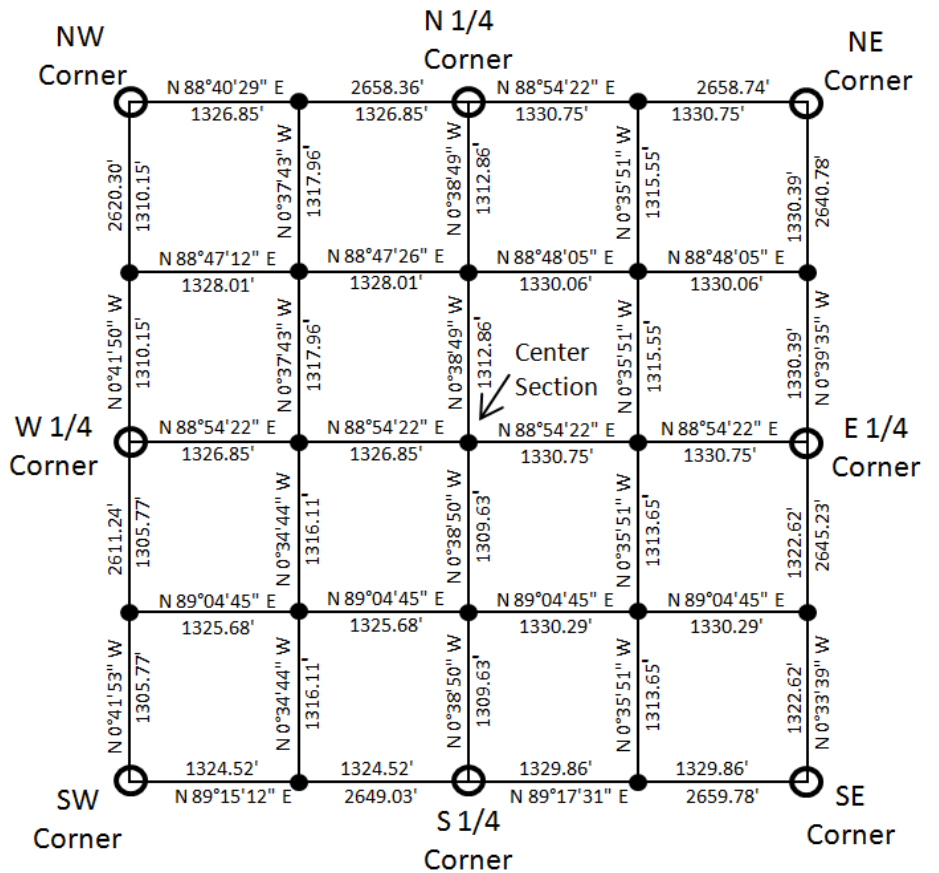 NW
Corner
N 1/4
Corner
NE
Corner
N 88°40'29" E
2658.36'
N 88°54'22" E
2658.74'
1326.85'
1326.85'
1330.75'
1330.75'
2620.30'
1310.15'
N 0°37'43" W
1317.96'
N 0°38'49" W
1312.86'
N 0°35'51" W
1315.55'
1330.39'
2640.78'
N 88°47'12" E
N 88°47'26" E
N 88°48'05" E
N 88°48'05" E
1328.01'
1328.01'
1330.06'
1330.06'
N 0°41'50" W
1310.15'
N 0°37'43" W
1317.96'
N 0°38'49" W
1312.86'
Center
Section
N 0°35'51" W
1315.55'
1330.39'
N 0°39'35" W
W 1/4
Corner
N 88°54'22" E
N 88°54'22" E
N 88°54'22" E
N 88°54'22" E
E 1/4
Corner
1326.85'
1326.85'
1330.75'
1330.75'
2611.24'
1305.77'
N 0°34'44" W
1316.11'
N 0°38'50" W
1309.63'
N 0°35'51" W
1313.65'
1322.62'
2645.23'
N 89°04'45" E
N 89°04'45" E
N 89°04'45" E
N 89°04'45" E
1325.68'
1325.68'
1330.29'
1330.29'
N 0°41'53" W
1305.77'
N 0°34'44" W
1316.11'
N 0°38'50" W
1309.63'
N 0°35'51" W
1313.65'
1322.62'
N 0°33'39" W
1324.52'
1324.52'
1329.86'
1329.86'
N 89°15'12" E
2649.03'
N 89°17'31" E
2659.78'
SW
Corner
S 1/4
Corner
SE
Corner